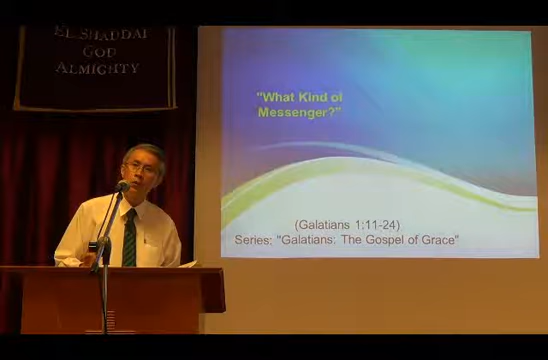 EL SHADDAI
GOD
ALMIGHTY
"What Kind of
Messenger?"
(Galatians 1:11-24)
Series: "Galatians: The Gospel of Grace"